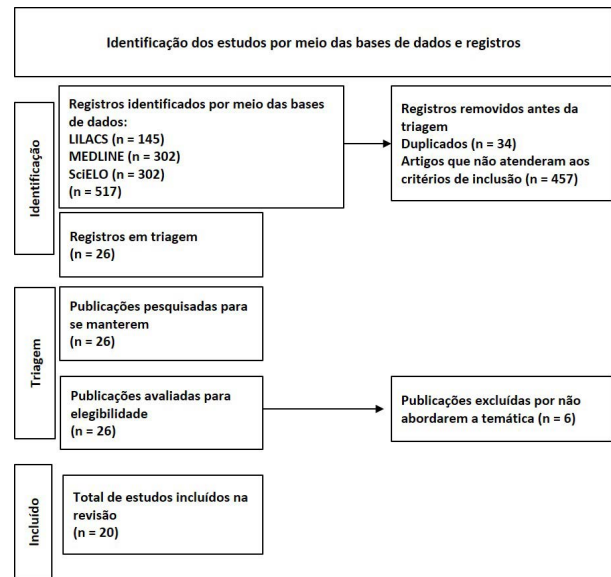 Identificação dos estudos por meio das bases de dados e registros
Identificação
Registros identificados por meio das bases
de dados:
LILACS (n = 145)
MEDLINE (n = 302)
SciELO (n = 302)
(n = 517)
Registros removidos antes da
triagem
Duplicados (n = 34)
Artigos que não atenderam aos
critérios de inclusão (n = 457)
Registros em triagem
(n = 26)
Triagem
Publicações pesquisadas para
se manterem
(n = 26)
Publicações avaliadas para
elegibilidade
(n = 26)
Publicações excluídas por não
abordarem a temática (n = 6)
Incluído
Total de estudos incluídos na
revisão
(n = 20)